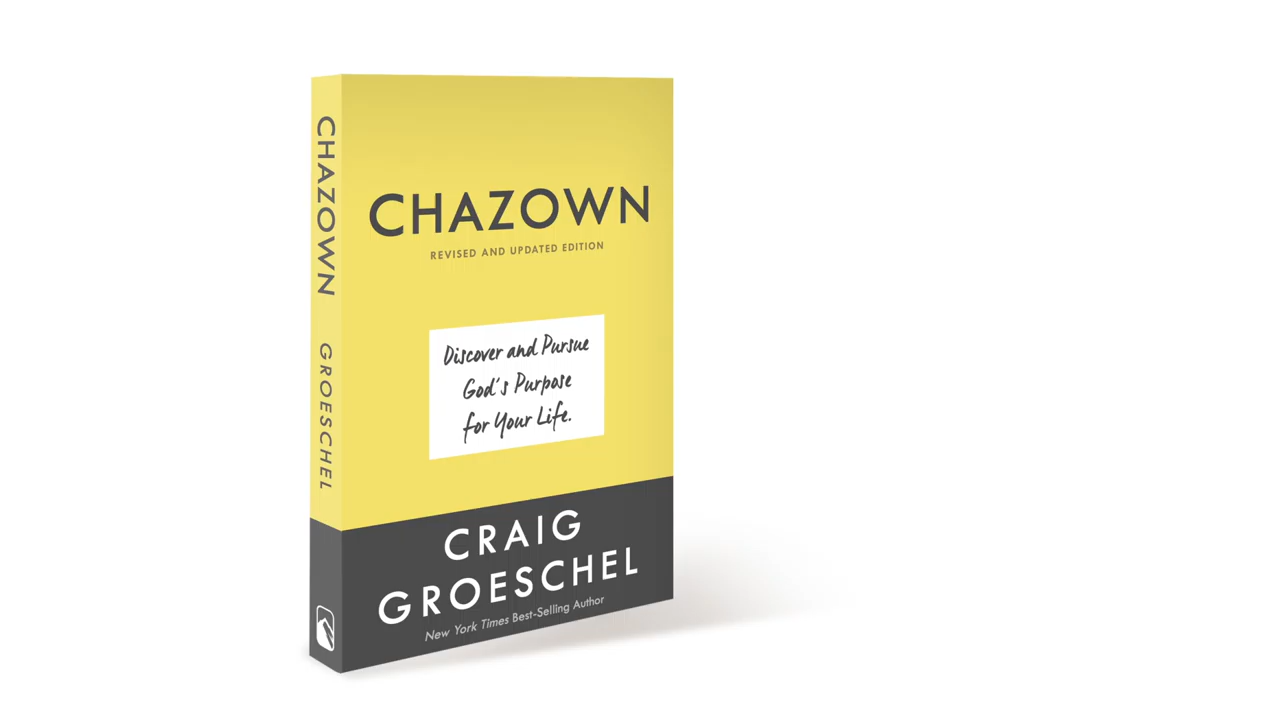 CHAZOWN
GROESCHEL
CHAZOWN
REVISED AND UPDATED EDITION
Discover and Pursue
God's Purpose
for Your Life.
CRAIG
GROESCHEL
New York Times Best-Selling Author